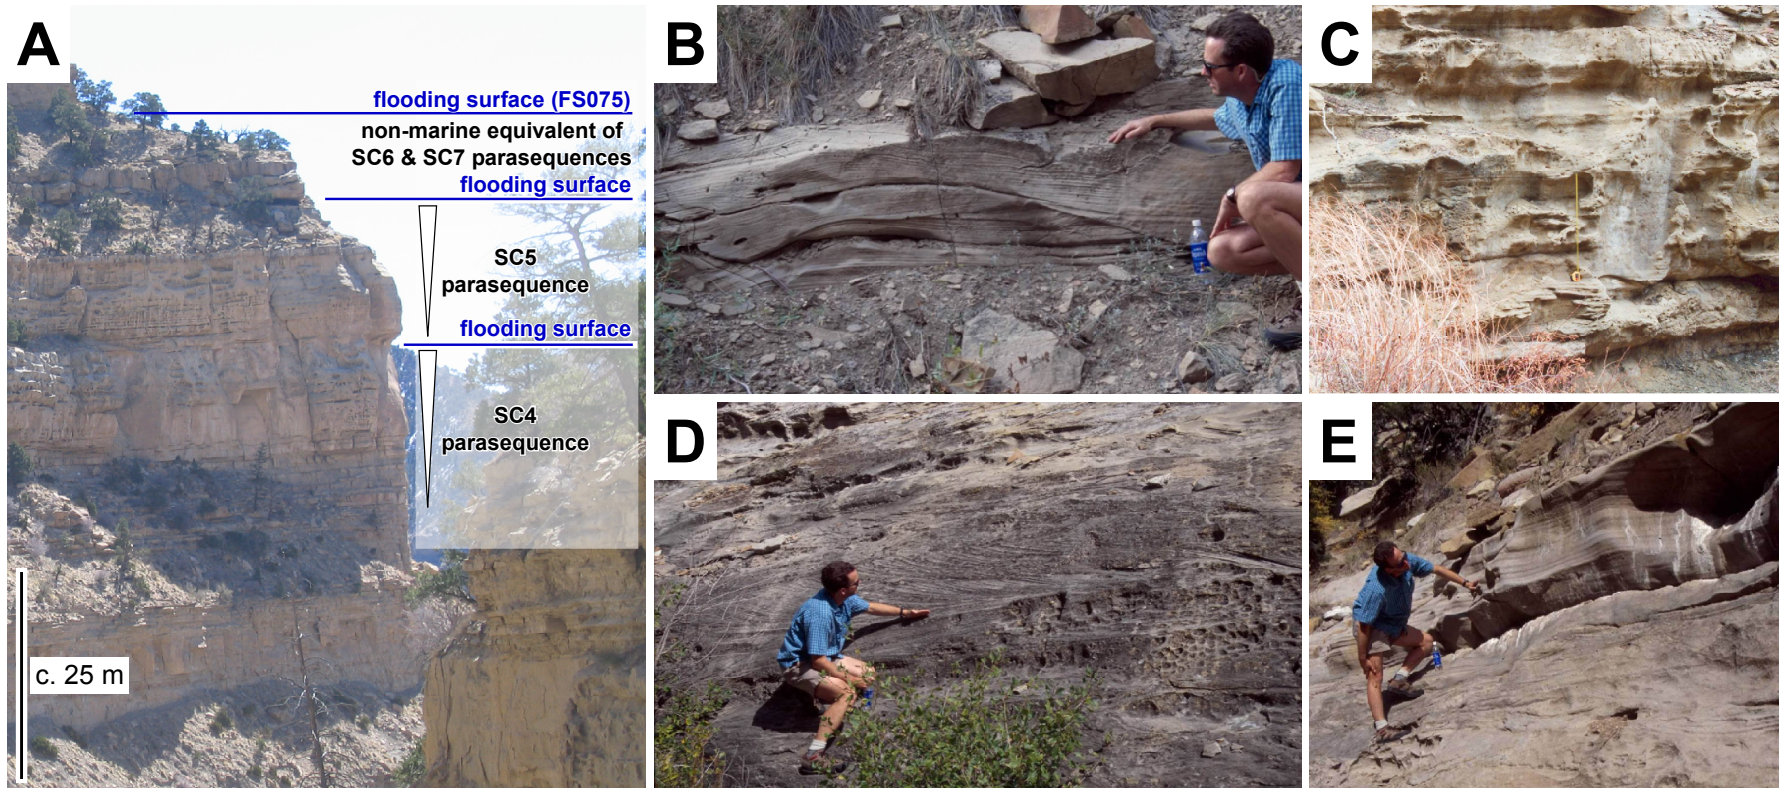 A
flooding surface (FS075)
non-marine equivalent of
SC6 & SC7 parasequences
flooding surface
SC5
parasequence
flooding surface
SC4
parasequence
c. 25 m
B
C
D
E